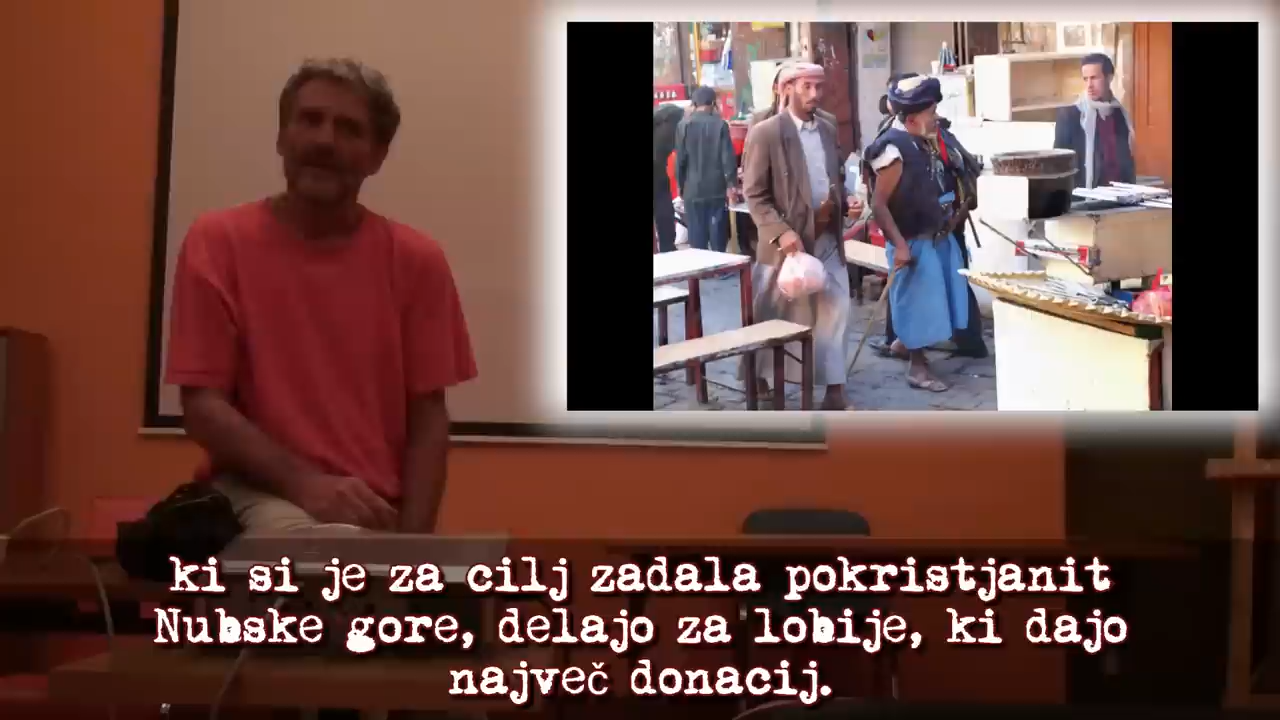 ki si je za cilj zadala pokristjanit
Nubske gore, delajo za lobije, ki dajo
največ donacij.